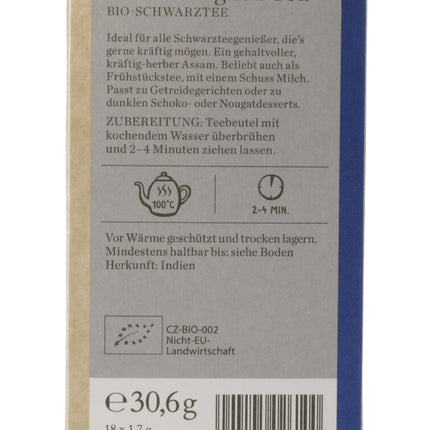 BIO-SCHWARZTEE
Ideal für alle Schwarzteegenießer, die's
gerne kräftig mögen. Ein gehaltvoller,
kräftig-herber Assam. Beliebt auch als
Frühstückstee, mit einem Schuss Milch.
Passt zu Getreidegerichten oder zu
dunklen Schoko- oder Nougatdesserts.
ZUBEREITUNG: Teebeutel mit
kochendem Wasser überbrühen
und 2–4 Minuten ziehen lassen.
100°C
2-4 MIN.
Vor Wärme geschützt und trocken lagern.
Mindestens haltbar bis: siehe Boden
Herkunft: Indien
CZ-BIO-002
Nicht-EU-
Landwirtschaft
℮30,6g
18 x 1,7 g